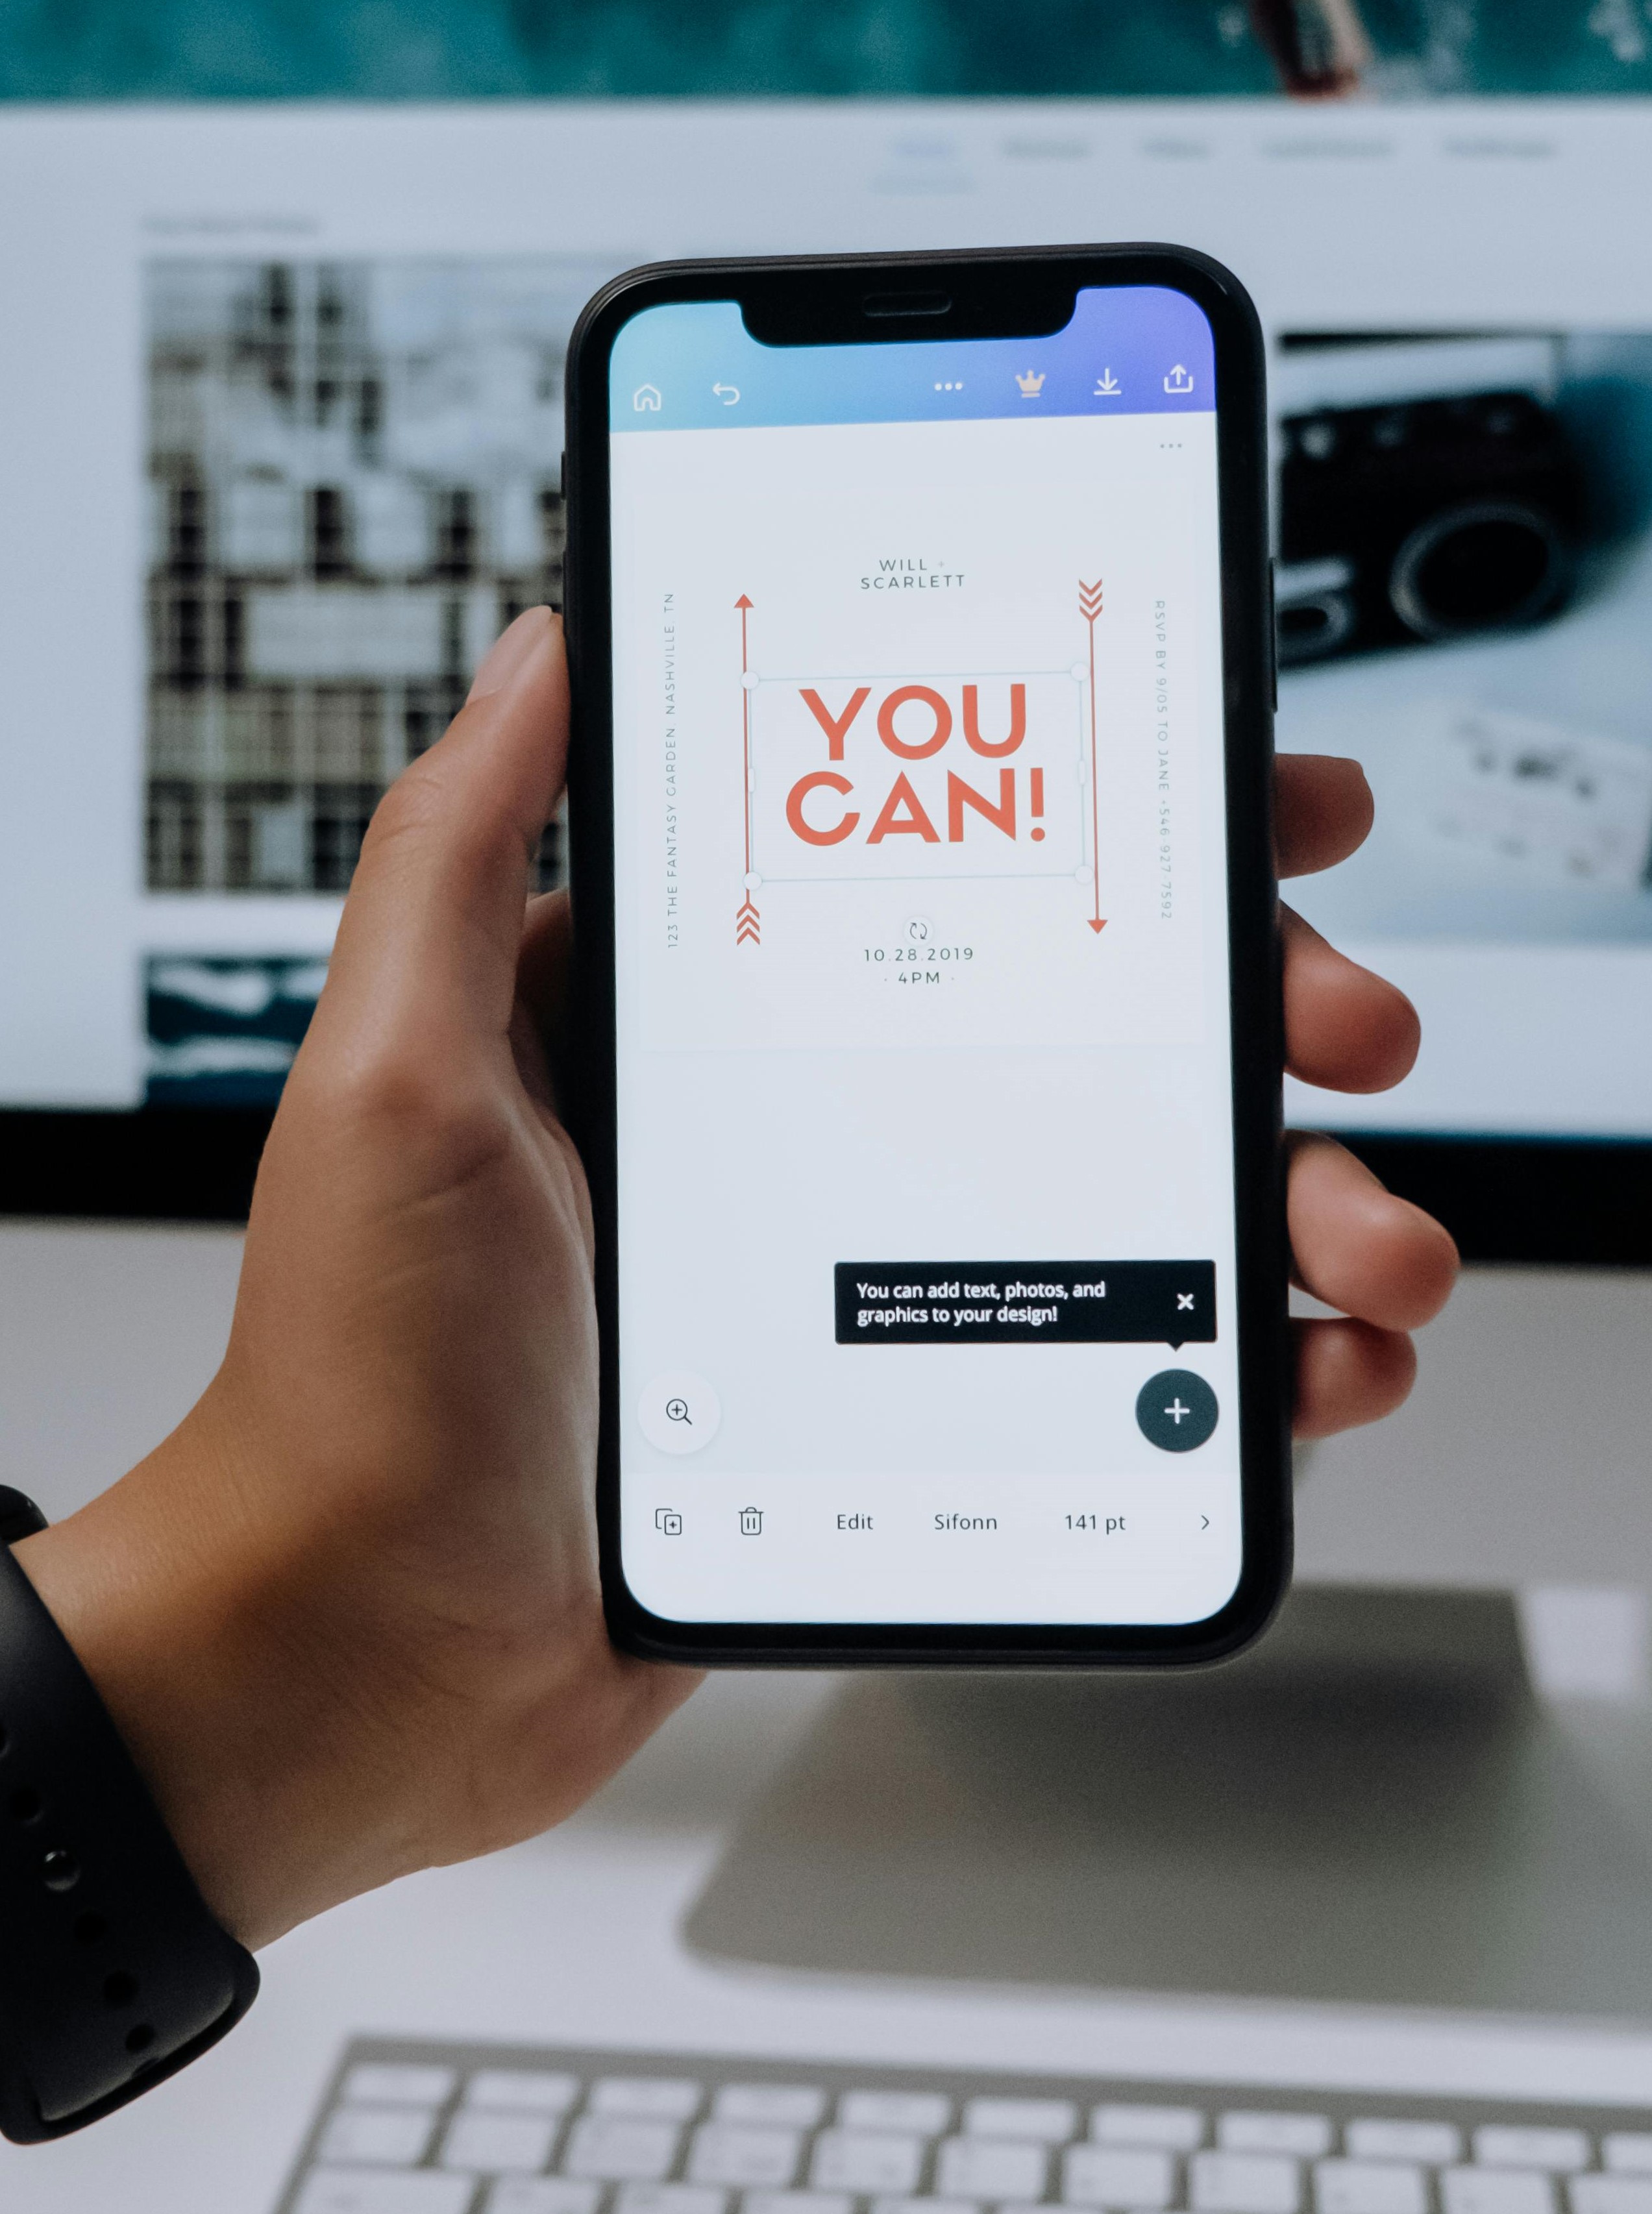 WILL +
SCARLETT
123 THE FANTASY GARDEN. NASHVILLE. TN
YOU
CAN!
RSVP BY 9/05 TO JANE +546-927-7592
10.28.2019
· 4PM ·
You can add text, photos, and
graphics to your design!
Edit Sifonn 141 pt